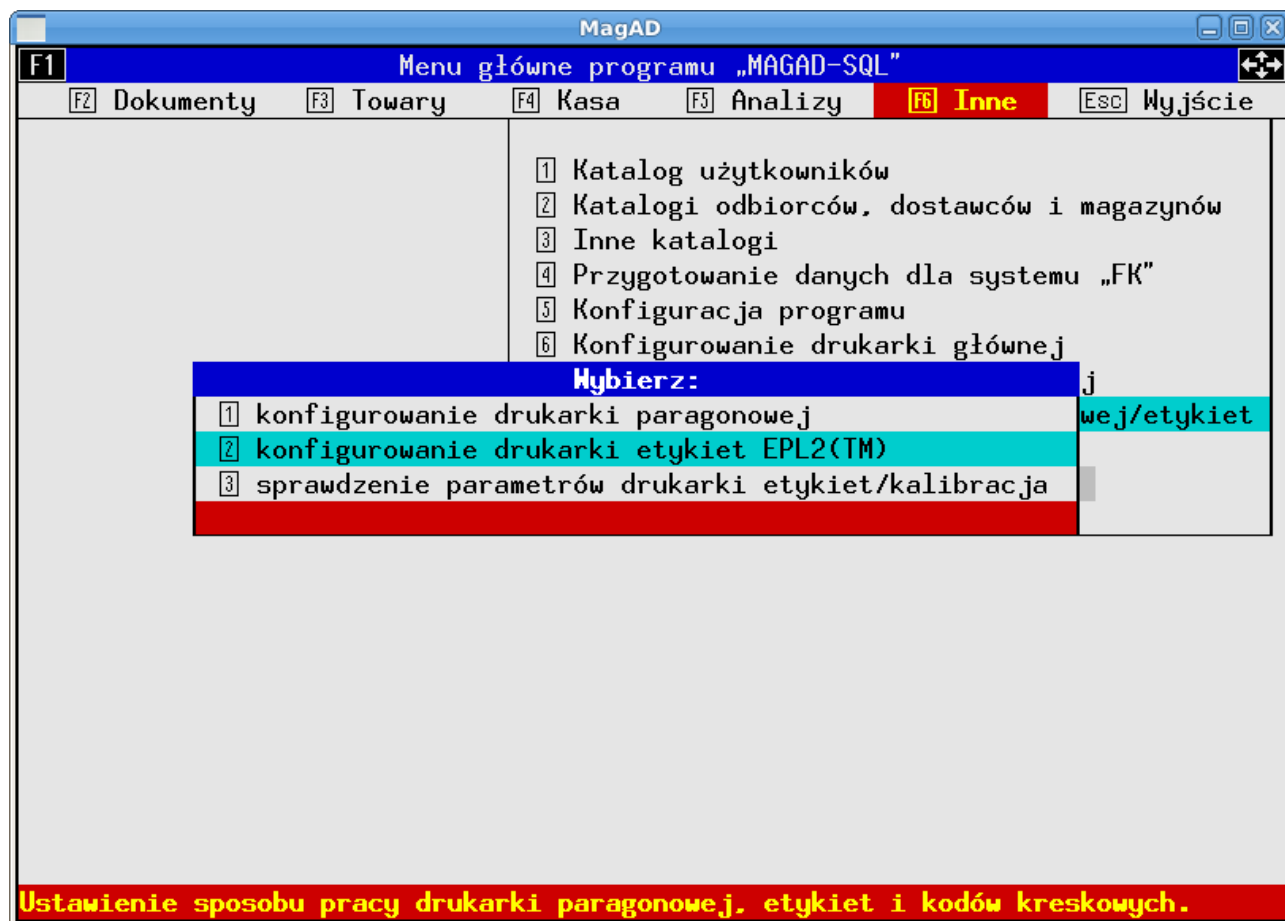 MagAD
F1 Menu główne programu „MAGAD-SQL”
F2 Dokumenty F3 Towary F4 Kasa F5 Analizy F6 Inne Esc Wyjście
1 Katalog użytkowników
2 Katalogi odbiorców, dostawców i magazynów
3 Inne katalogi
4 Przygotowanie danych dla systemu „FK”
5 Konfiguracja programu
6 Konfigurowanie drukarki głównej
Wybierz: j
1 konfigurowanie drukarki paragonowej wej/etykiet
2 konfigurowanie drukarki etykiet EPL2(TM)
3 sprawdzenie parametrów drukarki etykiet/kalibracja
Ustawienie sposobu pracy drukarki paragonowej, etykiet i kodów kreskowych.